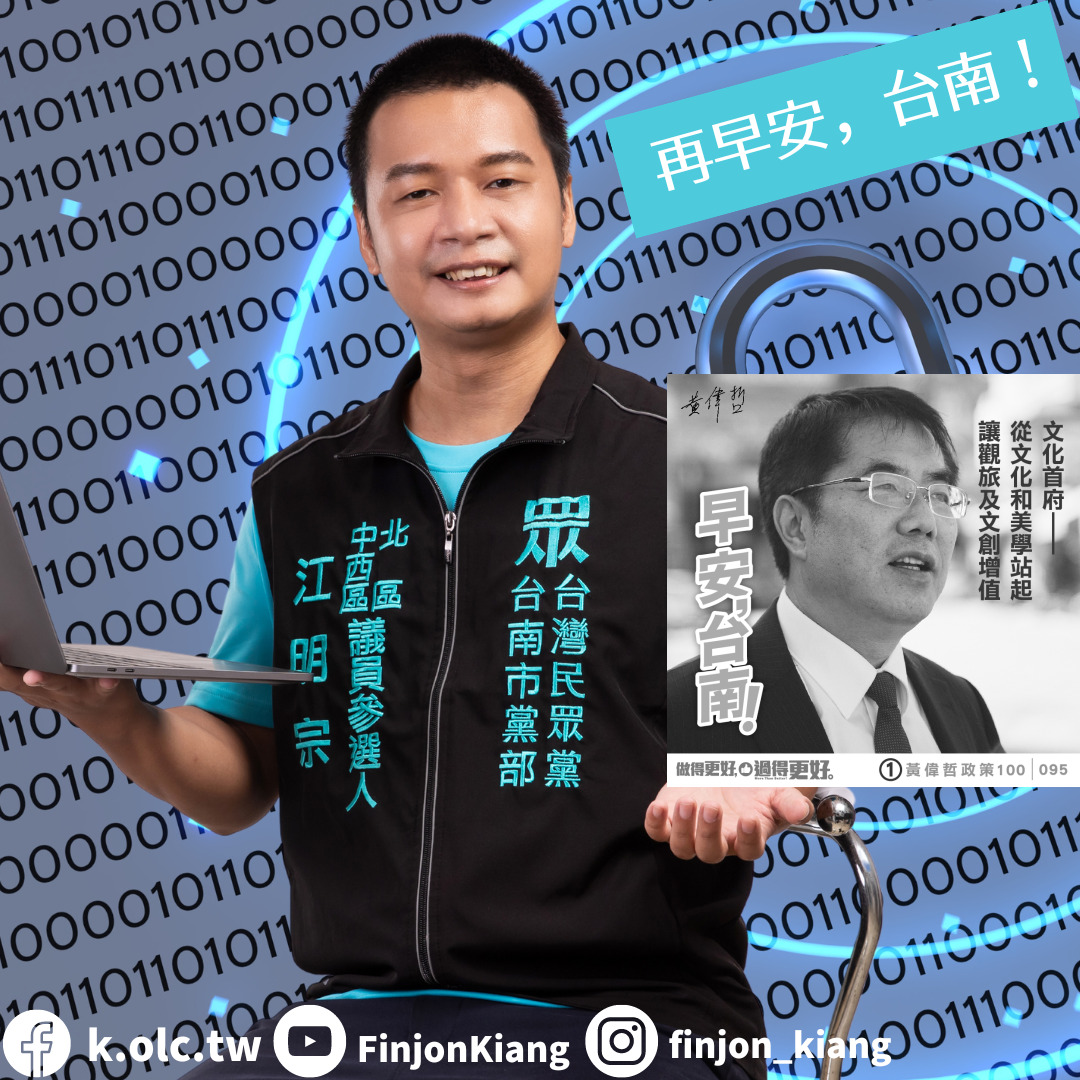 再早安，台南！
黃偉哲
文化首府——
從文化和美學站起
讓觀旅及文創增值
早安,台南!
做得更好,過得更好。
①黃偉哲政策100|095
眾
台灣民眾黨
台南市黨部
北區
中西區
議員參選人
江明宗
k.olc.tw
FinjonKiang
finjon_kiang